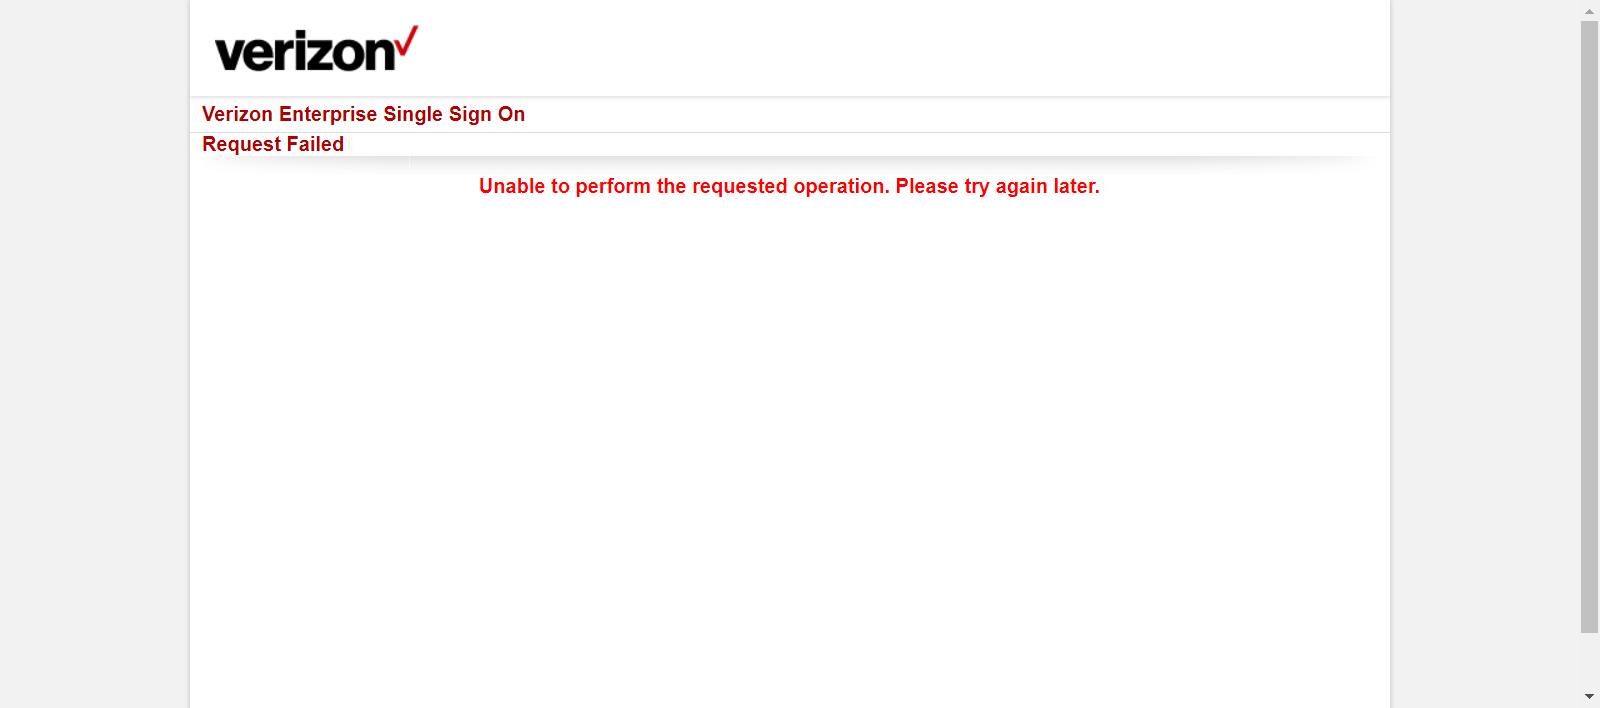 verizon
Verizon Enterprise Single Sign On
Request Failed
Unable to perform the requested operation. Please try again later.